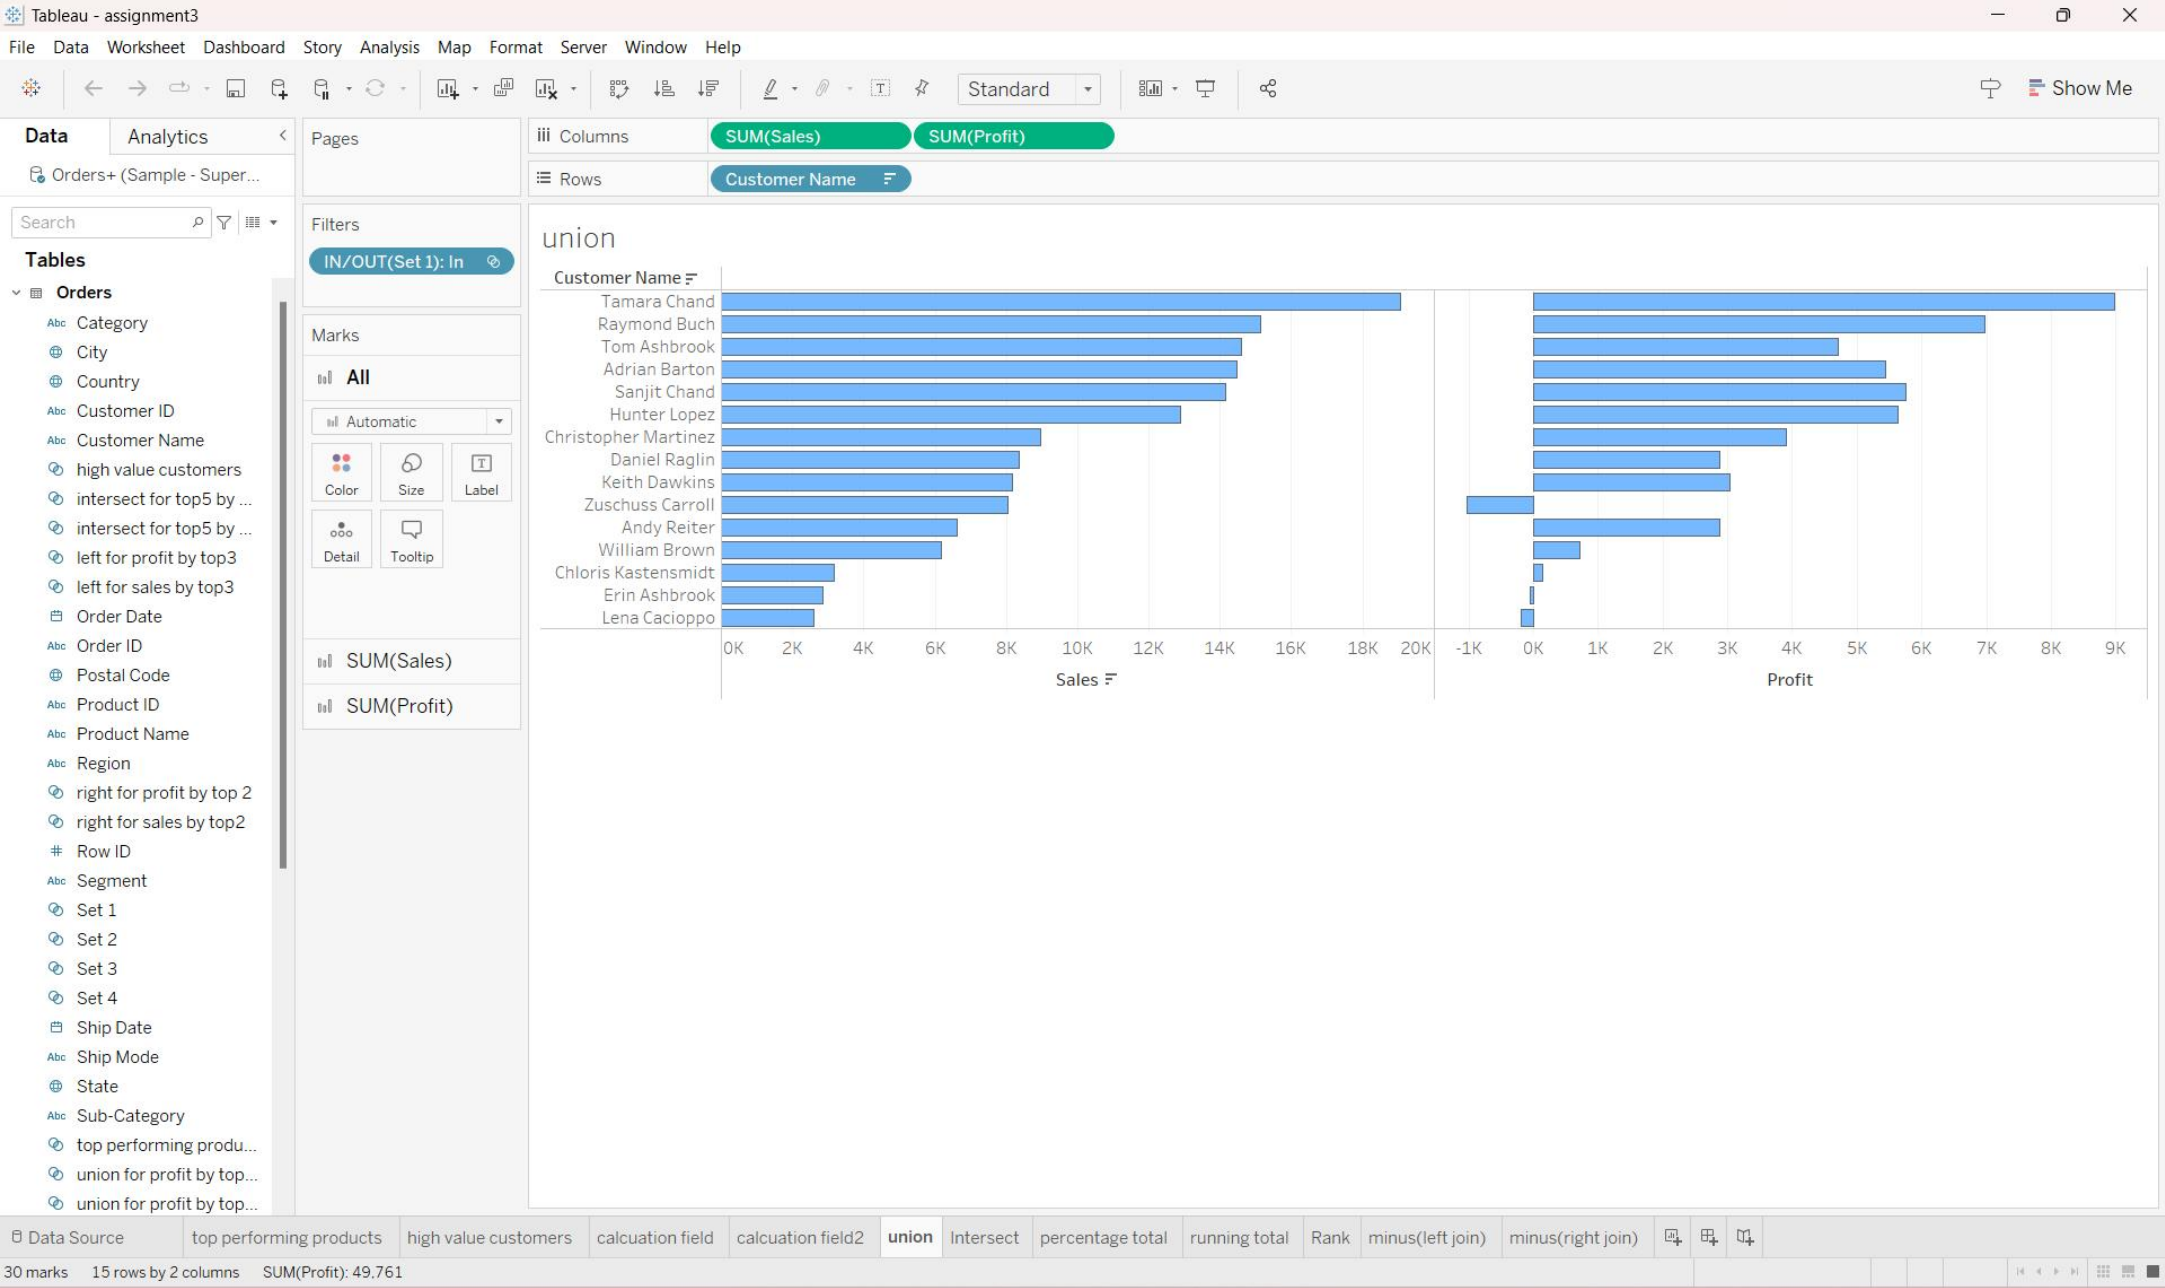 Tableau - assignment3
File Data Worksheet Dashboard Story Analysis Map Format Server Window Help
Standard
Show Me
Data
Analytics
Orders+ (Sample - Super...
Search
Tables
Orders
Abc Category
City
Country
Abc Customer ID
Abc Customer Name
high value customers
intersect for top5 by ...
intersect for top5 by ...
left for profit by top3
left for sales by top3
Order Date
Abc Order ID
Postal Code
Abc Product ID
Abc Product Name
Abc Region
right for profit by top 2
right for sales by top2
# Row ID
Abc Segment
Set 1
Set 2
Set 3
Set 4
Ship Date
Abc Ship Mode
State
Abc Sub-Category
top performing produ...
union for profit by top...
union for profit by top...
Pages
Filters
IN/OUT(Set 1): In
Marks
All
Automatic
Color Size Label
Detail Tooltip
SUM(Sales)
SUM(Profit)
Columns SUM(Sales) SUM(Profit)
Rows Customer Name
union
Customer Name
Tamara Chand
Raymond Buch
Tom Ashbrook
Adrian Barton
Sanjit Chand
Hunter Lopez
Christopher Martinez
Daniel Raglin
Keith Dawkins
Zuschuss Carroll
Andy Reiter
William Brown
Chloris Kastensmidt
Erin Ashbrook
Lena Cacioppo
0K 2K 4K 6K 8K 10K 12K 14K 16K 18K 20K -1K 0K 1K 2K 3K 4K 5K 6K 7K 8K 9K
Sales Profit
Data Source top performing products high value customers calcuation field calcuation field2 union Intersect percentage total running total Rank minus(left join) minus(right join)
30 marks 15 rows by 2 columns SUM(Profit): 49,761